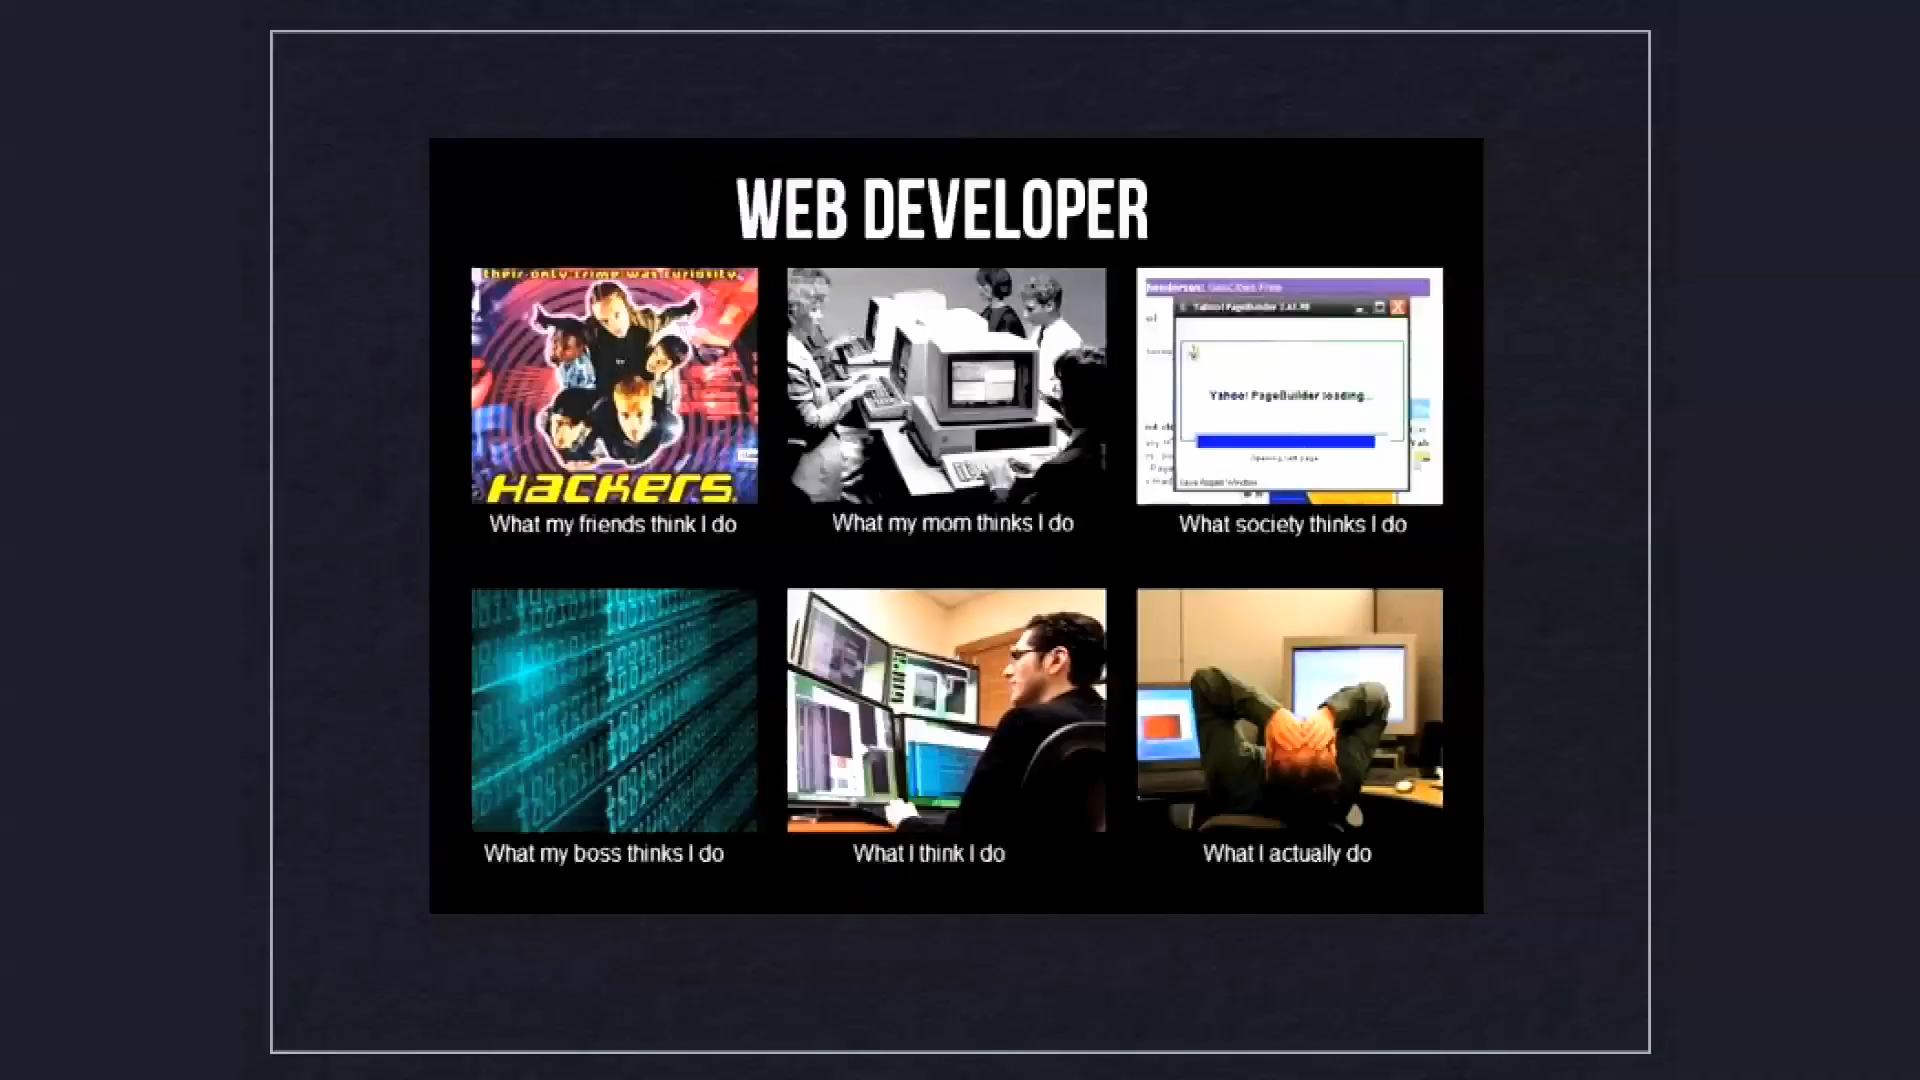 WEB DEVELOPER
their only crime was curiosity.
HACKERS.
What my friends think I do
What my mom thinks I do
Yahoo! PageBuilder loading...
What society thinks I do
What my boss thinks I do
What I think I do
What I actually do